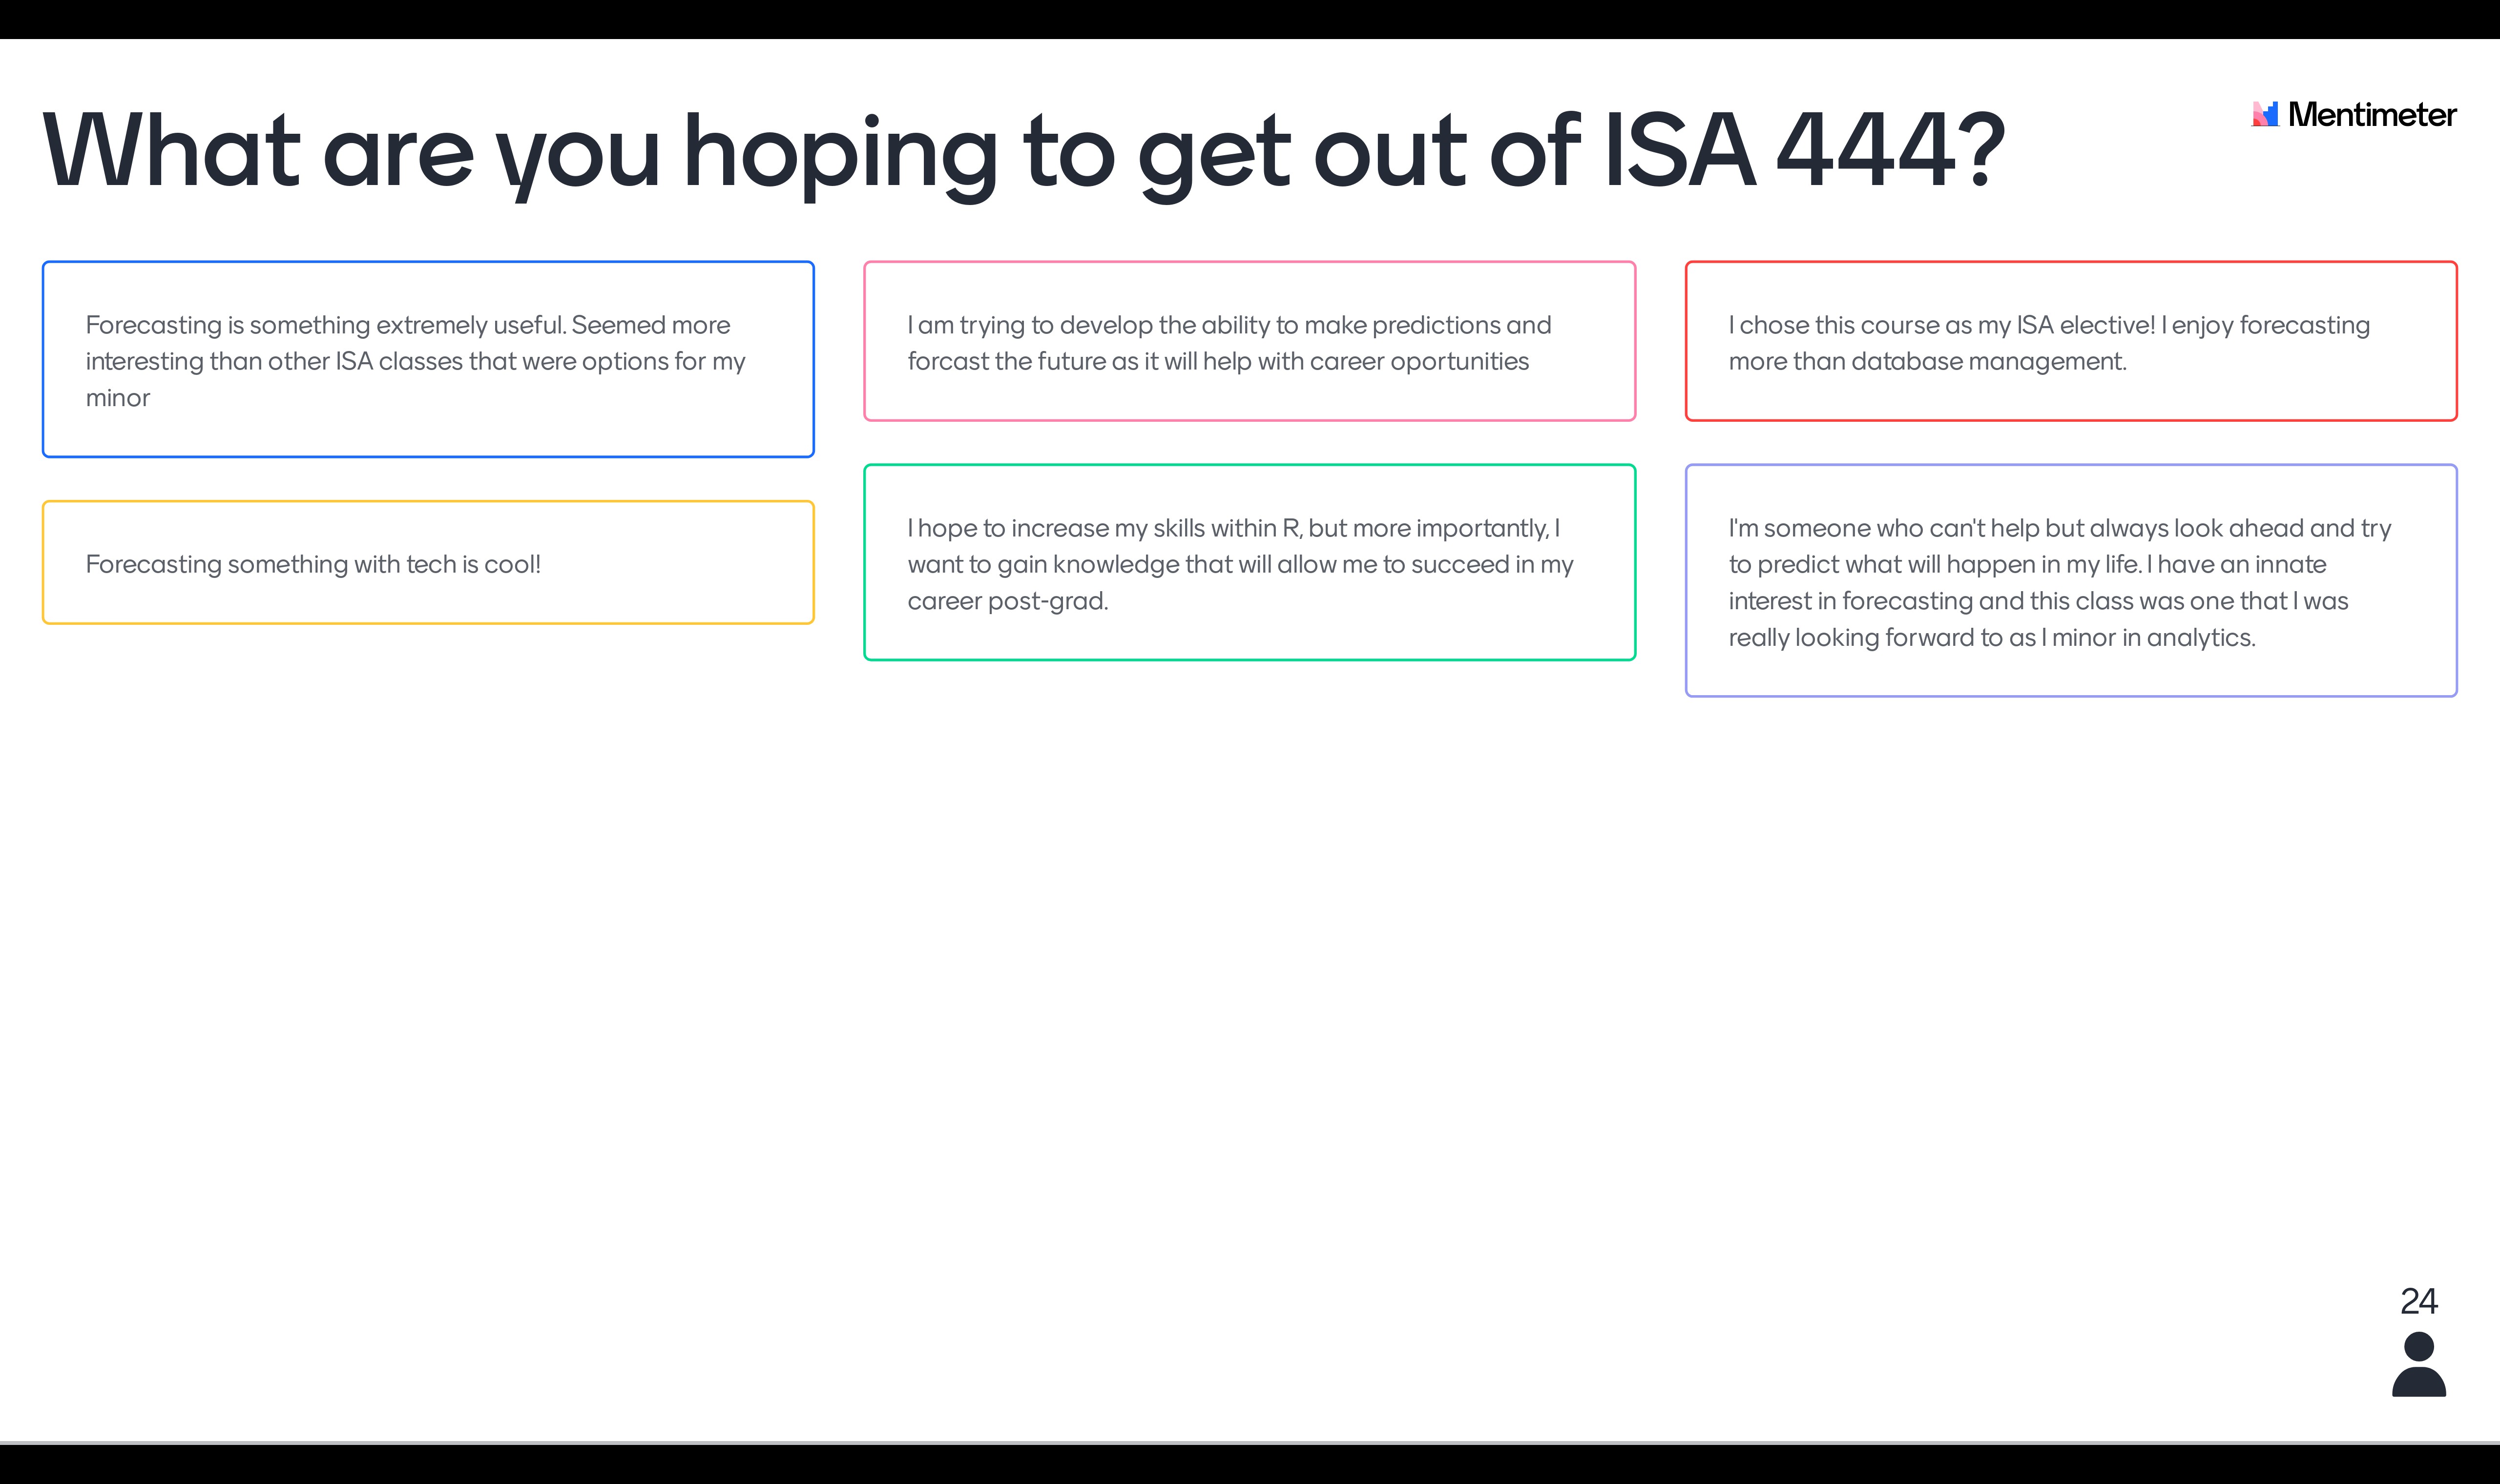 What are you hoping to get out of ISA 444?
Mentimeter
Forecasting is something extremely useful. Seemed more
interesting than other ISA classes that were options for my
minor
I am trying to develop the ability to make predictions and
forcast the future as it will help with career oportunities
I chose this course as my ISA elective! I enjoy forecasting
more than database management.
Forecasting something with tech is cool!
I hope to increase my skills within R, but more importantly, I
want to gain knowledge that will allow me to succeed in my
career post-grad.
I'm someone who can't help but always look ahead and try
to predict what will happen in my life. I have an innate
interest in forecasting and this class was one that I was
really looking forward to as I minor in analytics.
24